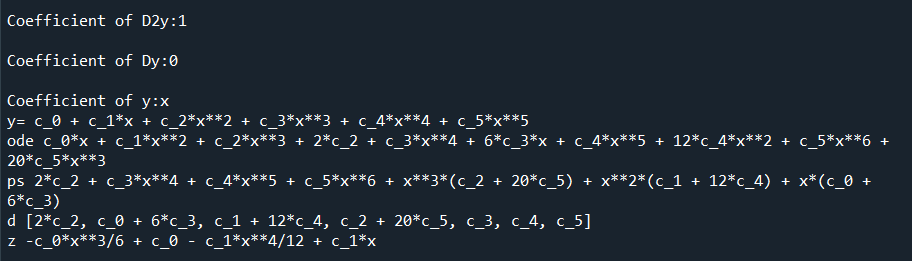 Coefficient of D2y:1
Coefficient of Dy:0
Coefficient of y:x
y= c_0 + c_1*x + c_2*x**2 + c_3*x**3 + c_4*x**4 + c_5*x**5
ode c_0*x + c_1*x**2 + c_2*x**3 + 2*c_2 + c_3*x**4 + 6*c_3*x + c_4*x**5 + 12*c_4*x**2 + c_5*x**6 +
20*c_5*x**3
ps 2*c_2 + c_3*x**4 + c_4*x**5 + c_5*x**6 + x**3*(c_2 + 20*c_5) + x**2*(c_1 + 12*c_4) + x*(c_0 +
6*c_3)
d [2*c_2, c_0 + 6*c_3, c_1 + 12*c_4, c_2 + 20*c_5, c_3, c_4, c_5]
z -c_0*x**3/6 + c_0 - c_1*x**4/12 + c_1*x